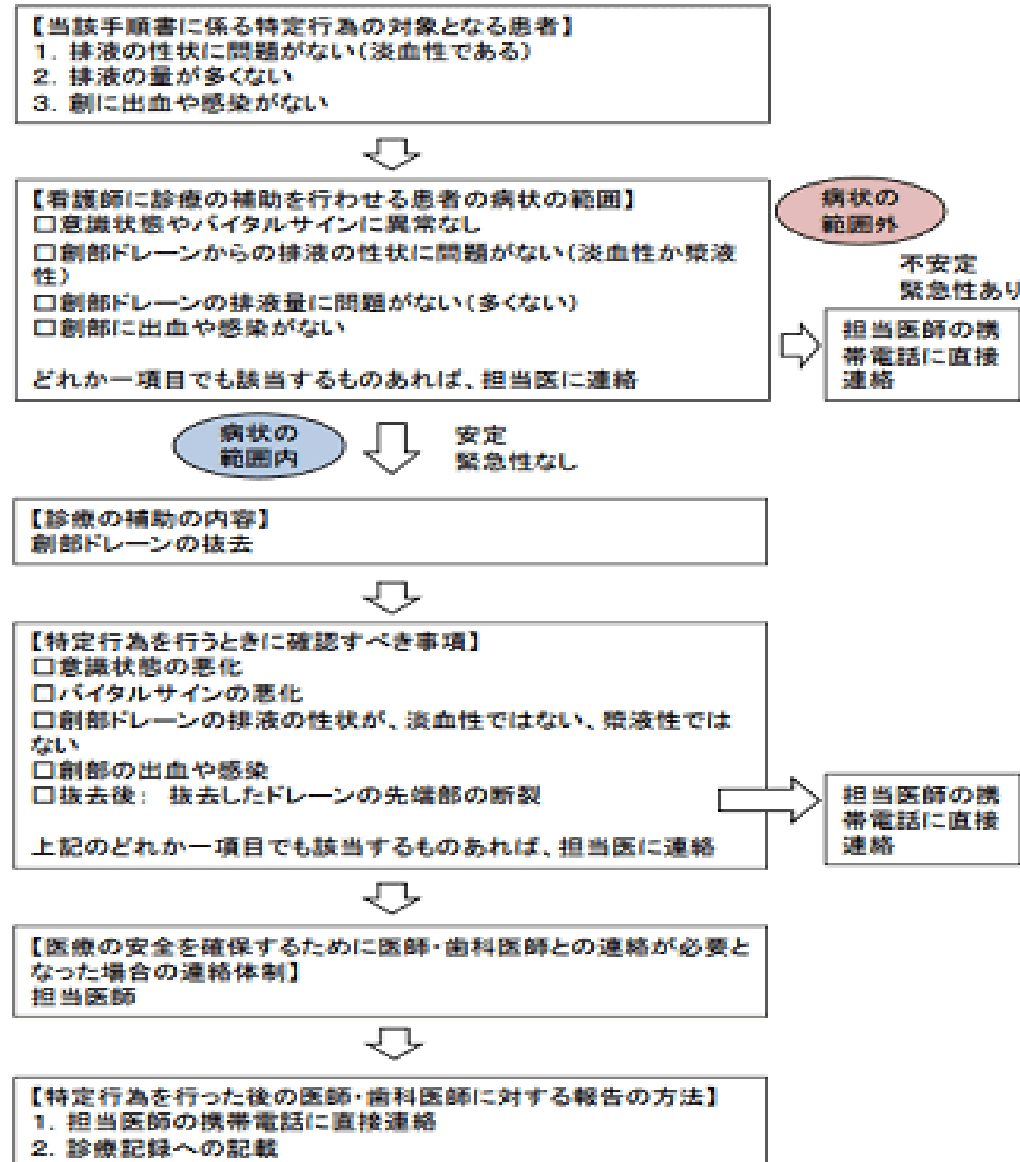 【当該手順書に係る特定行為の対象となる患者】
1. 排液の性状に問題がない(淡血性である)
2. 排液の量が多くない
3. 創に出血や感染がない
【看護師に診療の補助を行わせる患者の病状の範囲】
□意識状態やバイタルサインに異常なし
□創部ドレーンからの排液の性状に問題がない(淡血性か漿液
性)
□創部ドレーンの排液量に問題がない(多くない)
□創部に出血や感染がない
どれか一項目でも該当するものあれば、担当医に連絡
病状の
範囲外
不安定
緊急性あり
担当医師の携
帯電話に直接
連絡
病状の
範囲内
安定
緊急性なし
【診療の補助の内容】
創部ドレーンの抜去
【特定行為を行うときに確認すべき事項】
□意識状態の悪化
□バイタルサインの悪化
□創部ドレーンの排液の性状が、淡血性ではない、漿液性では
ない
□創部の出血や感染
□抜去後： 抜去したドレーンの先端部の断裂
上記のどれか一項目でも該当するものあれば、担当医に連絡
担当医師の携
帯電話に直接
連絡
【医療の安全を確保するために医師・歯科医師との連絡が必要と
なった場合の連絡体制】
担当医師
【特定行為を行った後の医師・歯科医師に対する報告の方法】
1. 担当医師の携帯電話に直接連絡
2. 診療記録への記載